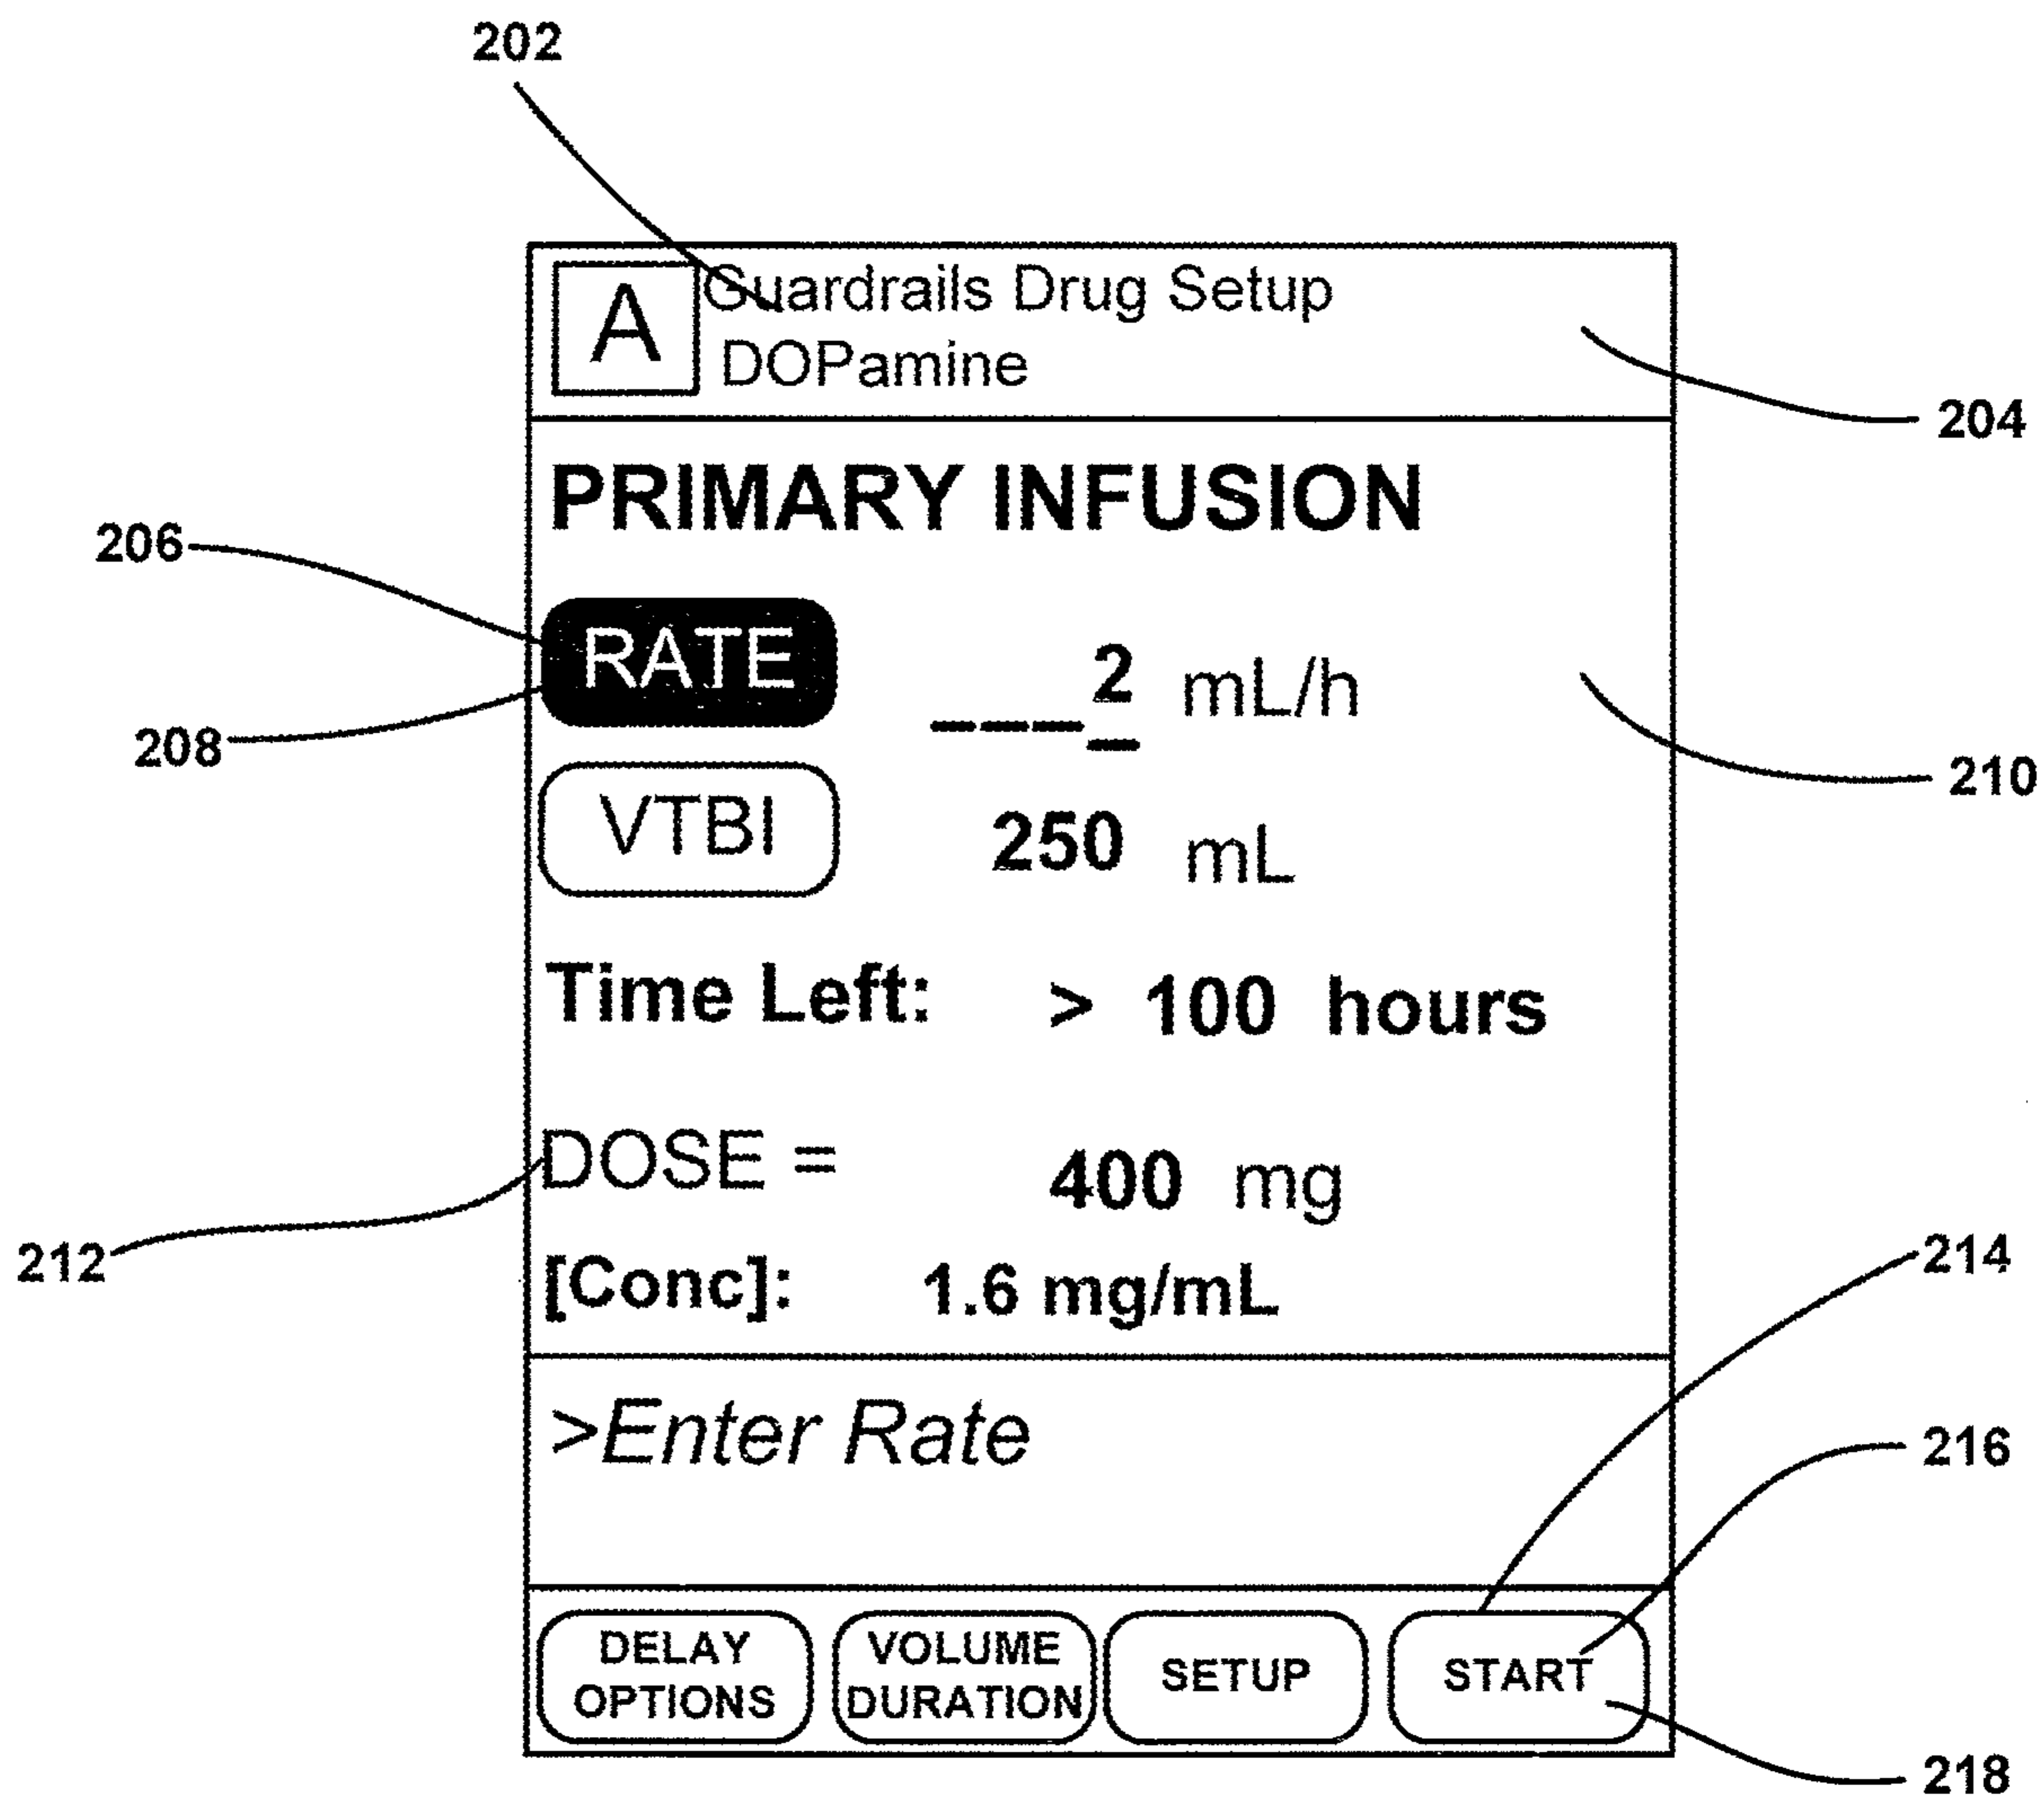 202
A
Guardrails Drug Setup
DOPamine
204
PRIMARY INFUSION
206
RATE
2 mL/h
208
210
VTBI
250 mL
Time Left: > 100 hours
DOSE = 400 mg
212
214
[Conc]: 1.6 mg/mL
>Enter Rate
216
DELAY OPTIONS
VOLUME DURATION
SETUP
START
218